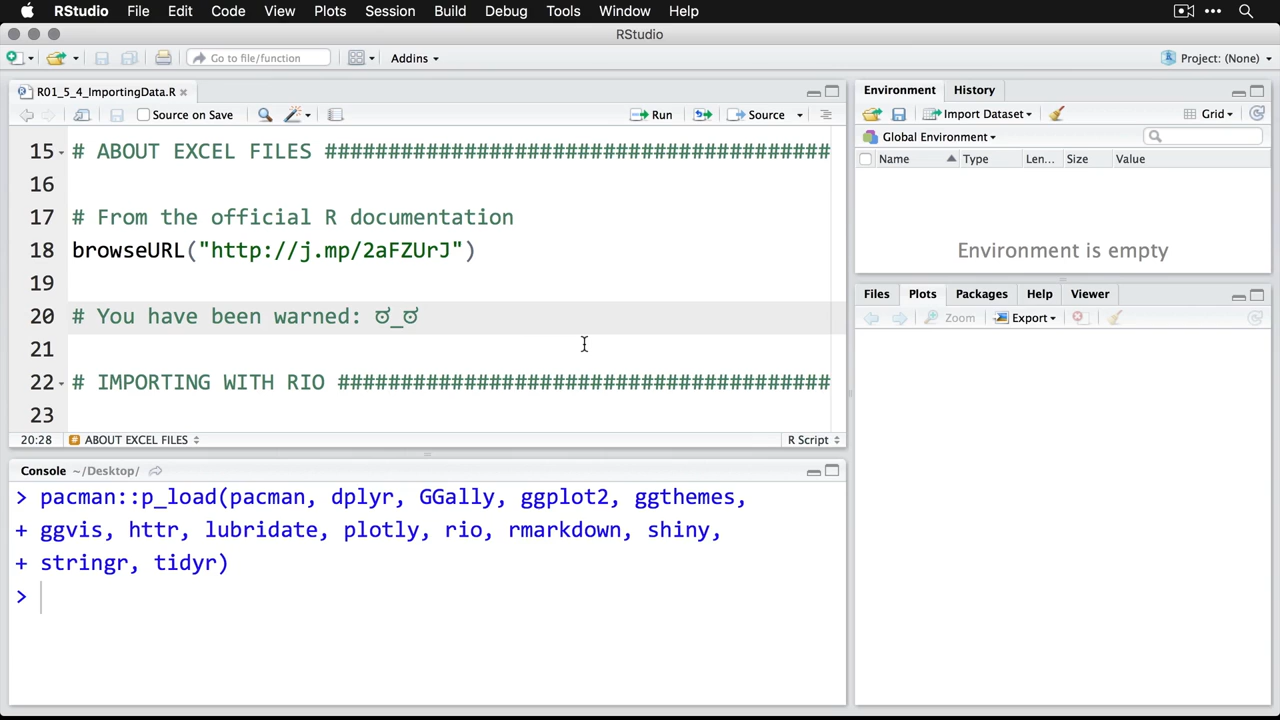 RStudio File Edit Code View Plots Session Build Debug Tools Window Help
RStudio
Go to file/function Addins Project: (None)
R01_5_4_ImportingData.R
Source on Save Run Source
15 # ABOUT EXCEL FILES #######################################
16
17 # From the official R documentation
18 browseURL("http://j.mp/2aFZUrJ")
19
20 # You have been warned: ಠ_ಠ
21
22 # IMPORTING WITH RIO ######################################
23
20:28 ABOUT EXCEL FILES R Script
Console ~/Desktop/
> pacman::p_load(pacman, dplyr, GGally, ggplot2, ggthemes,
+ ggvis, httr, lubridate, plotly, rio, rmarkdown, shiny,
+ stringr, tidyr)
>
Environment History
Import Dataset Grid
Global Environment
Name Type Len... Size Value
Environment is empty
Files Plots Packages Help Viewer
Zoom Export